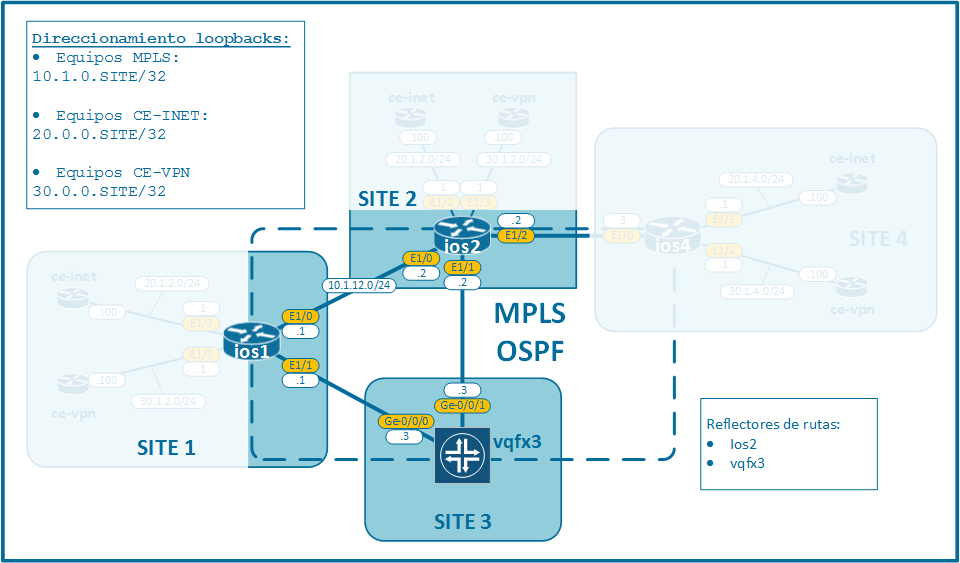 Direccionamiento loopbacks:
• Equipos MPLS:
10.1.0.SITE/32
• Equipos CE-INET:
20.0.0.SITE/32
• Equipos CE-VPN
30.0.0.SITE/32
ce-inet
ce-vpn
.100
.100
20.1.2.0/24
30.1.2.0/24
.1
.1
E1/2
E1/3
SITE 2
ios2
.2
E1/2
E1/0
.2
E1/1
.2
.3
E1/0
ios4
ce-inet
20.1.4.0/24
.100
.1
E1/1
E1/2
.1
30.1.4.0/24
.100
ce-vpn
SITE 4
ce-inet
20.1.2.0/24
.100
.1
E1/2
E1/3
.1
.100
30.1.2.0/24
ce-vpn
ios1
E1/0
.1
E1/1
.1
SITE 1
10.1.12.0/24
MPLS
OSPF
.3
Ge-0/0/1
Ge-0/0/0
.3
vqfx3
SITE 3
Reflectores de rutas:
• Ios2
• vqfx3